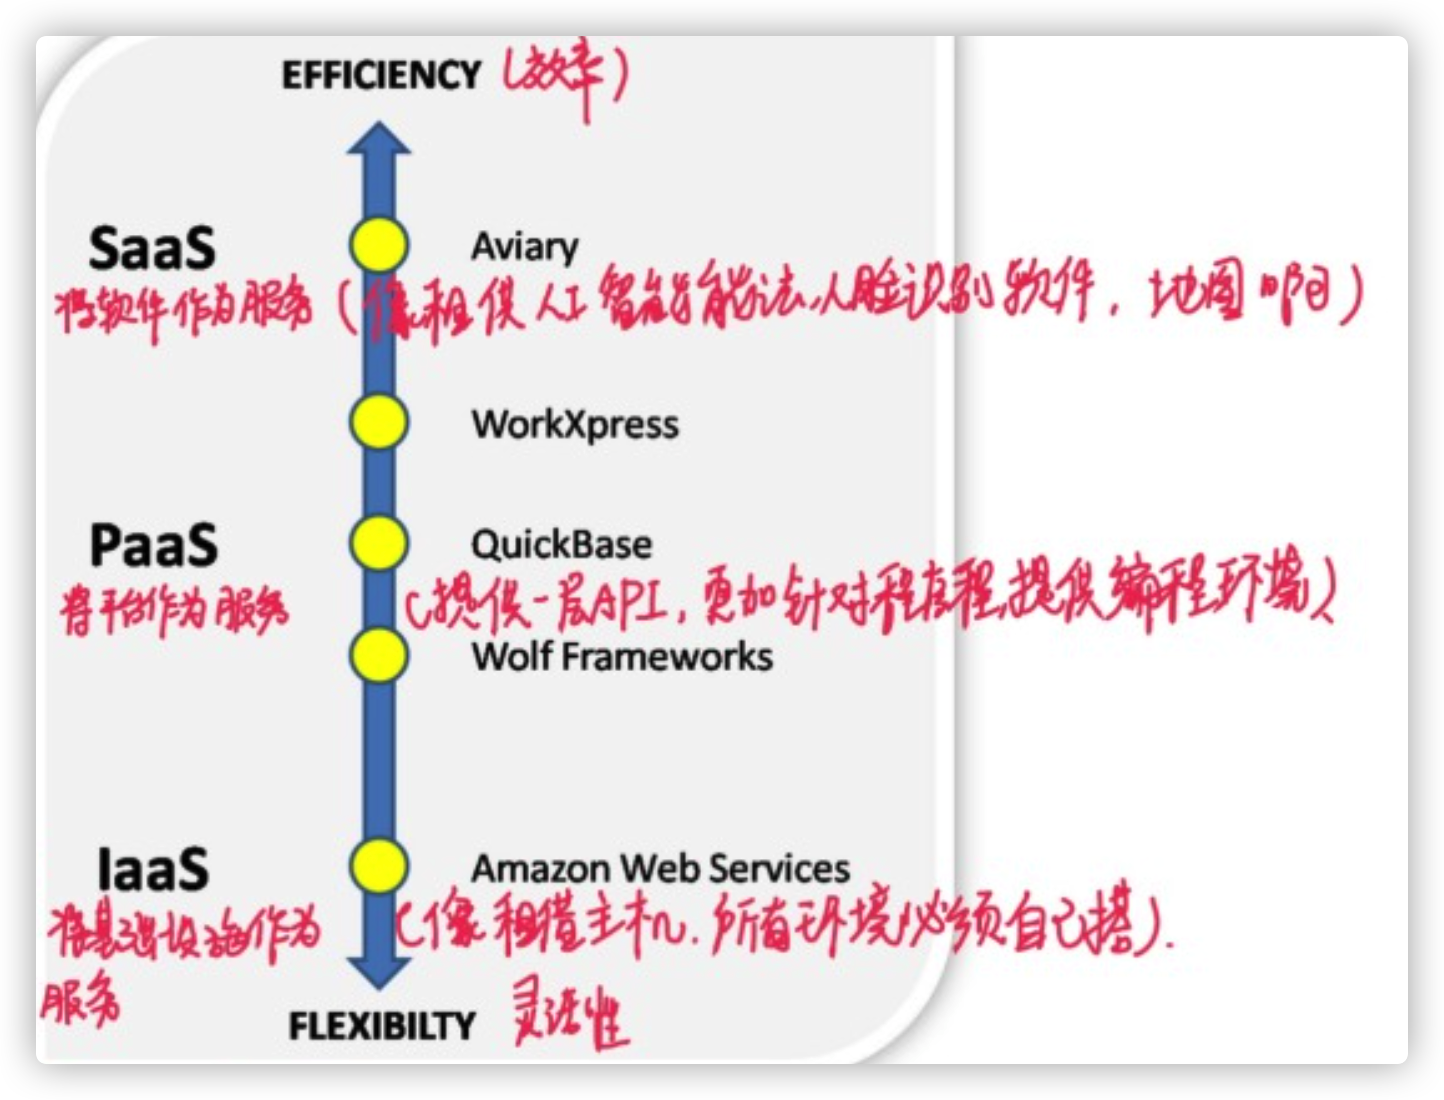 EFFICIENCY (效率)
SaaS Aviary
将软件作为服务 (像租供人工智能能法,人脸识别软件, 地图 )
WorkXpress
PaaS QuickBase
将平台作为服务 (提供一层API, 更加针对程序程,提供编程环境)
Wolf Frameworks
IaaS Amazon Web Services
将基础设施作为 (像租借主机. 所有环境必须自己搭).
服务
FLEXIBILTY 灵活性